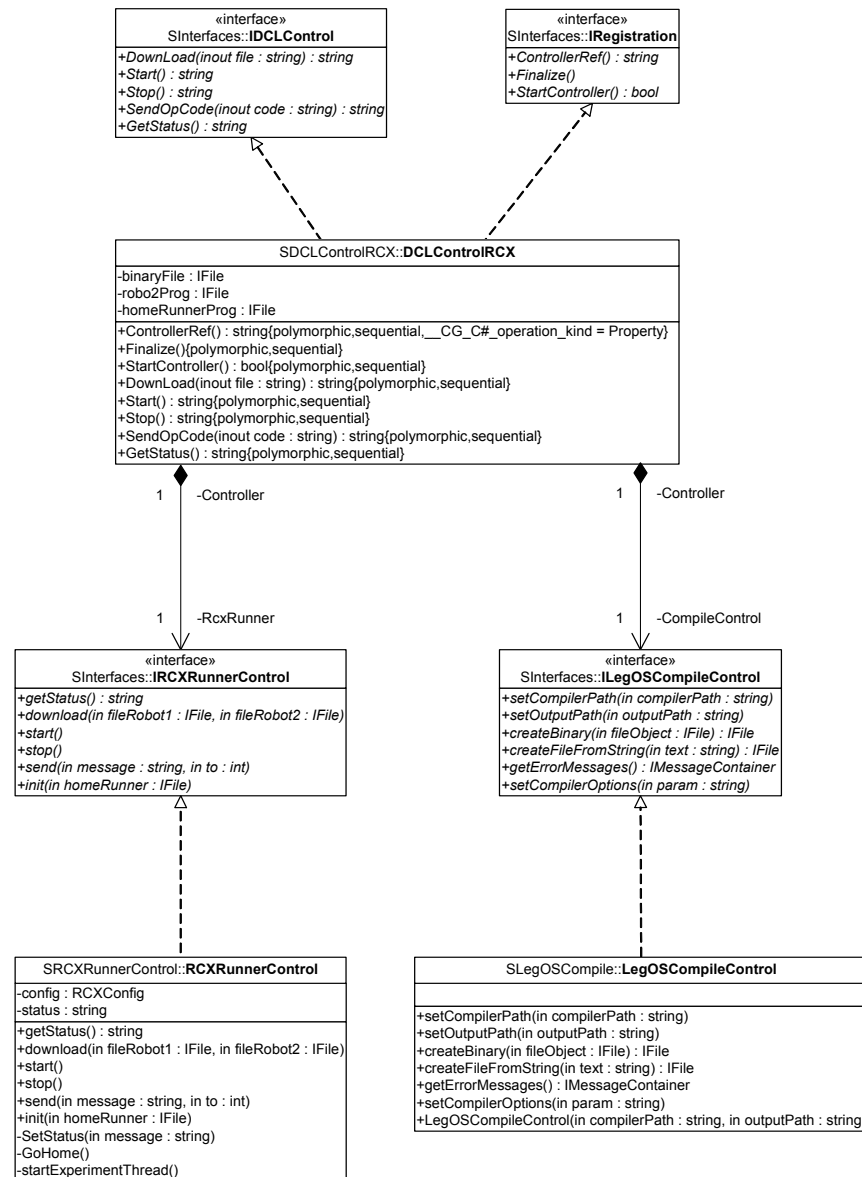 «interface»
SInterfaces::IDCLControl
+DownLoad(inout file : string) : string
+Start() : string
+Stop() : string
+SendOpCode(inout code : string) : string
+GetStatus() : string
«interface»
SInterfaces::IRegistration
+ControllerRef() : string
+Finalize()
+StartController() : bool
SDCLControlRCX::DCLControlRCX
-binaryFile : IFile
-robo2Prog : IFile
-homeRunnerProg : IFile
+ControllerRef() : string{polymorphic,sequential,__CG_C#_operation_kind = Property}
+Finalize(){polymorphic,sequential}
+StartController() : bool{polymorphic,sequential}
+DownLoad(inout file : string) : string{polymorphic,sequential}
+Start() : string{polymorphic,sequential}
+Stop() : string{polymorphic,sequential}
+SendOpCode(inout code : string) : string{polymorphic,sequential}
+GetStatus() : string{polymorphic,sequential}
1 -Controller
1 -Controller
1 -RcxRunner
1 -CompileControl
«interface»
SInterfaces::IRCXRunnerControl
+getStatus() : string
+download(in fileRobot1 : IFile, in fileRobot2 : IFile)
+start()
+stop()
+send(in message : string, in to : int)
+init(in homeRunner : IFile)
«interface»
SInterfaces::ILegOSCompileControl
+setCompilerPath(in compilerPath : string)
+setOutputPath(in outputPath : string)
+createBinary(in fileObject : IFile) : IFile
+createFileFromString(in text : string) : IFile
+getErrorMessages() : IMessageContainer
+setCompilerOptions(in param : string)
SRCXRunnerControl::RCXRunnerControl
-config : RCXConfig
-status : string
+getStatus() : string
+download(in fileRobot1 : IFile, in fileRobot2 : IFile)
+start()
+stop()
+send(in message : string, in to : int)
+init(in homeRunner : IFile)
-SetStatus(in message : string)
-GoHome()
-startExperimentThread()
SLegOSCompile::LegOSCompileControl
+setCompilerPath(in compilerPath : string)
+setOutputPath(in outputPath : string)
+createBinary(in fileObject : IFile) : IFile
+createFileFromString(in text : string) : IFile
+getErrorMessages() : IMessageContainer
+setCompilerOptions(in param : string)
+LegOSCompileControl(in compilerPath : string, in outputPath : string